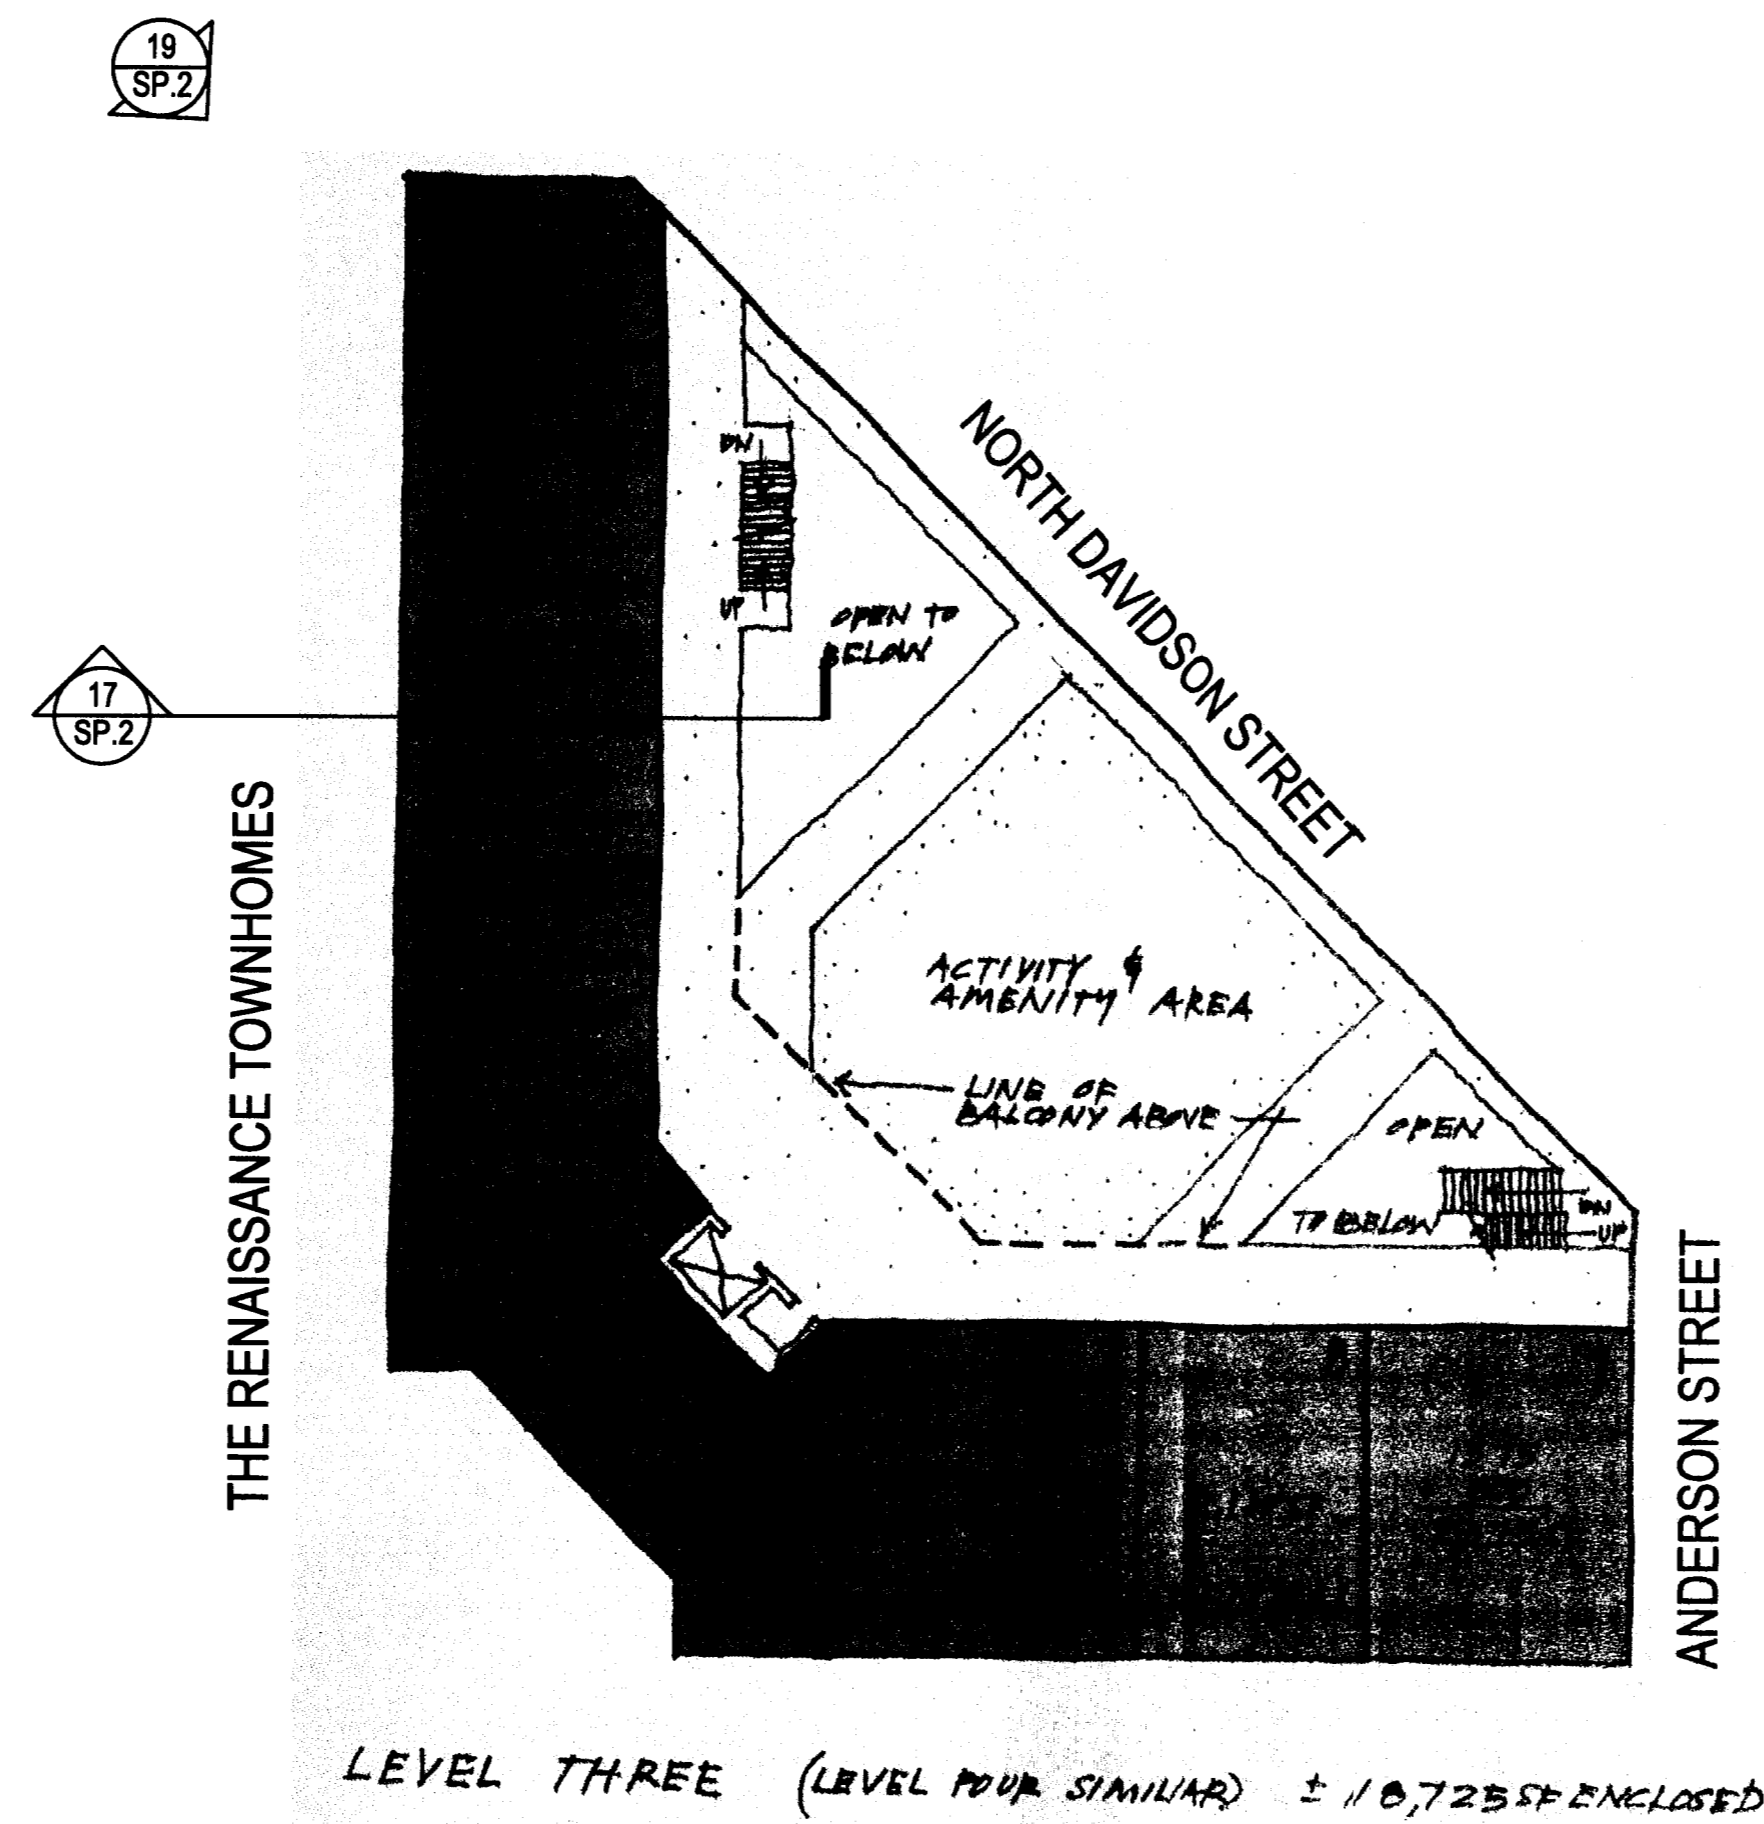 19
SP.2
NORTH DAVIDSON STREET
DN
UP
OPEN TO
BELOW
17
SP.2
THE RENAISSANCE TOWNHOMES
ACTIVITY &
AMENITY AREA
LINE OF
BALCONY ABOVE
OPEN
TO BELOW
DN
UP
ANDERSON STREET
LEVEL THREE (LEVEL FOUR SIMILIAR) ± 18,725 SF ENCLOSED